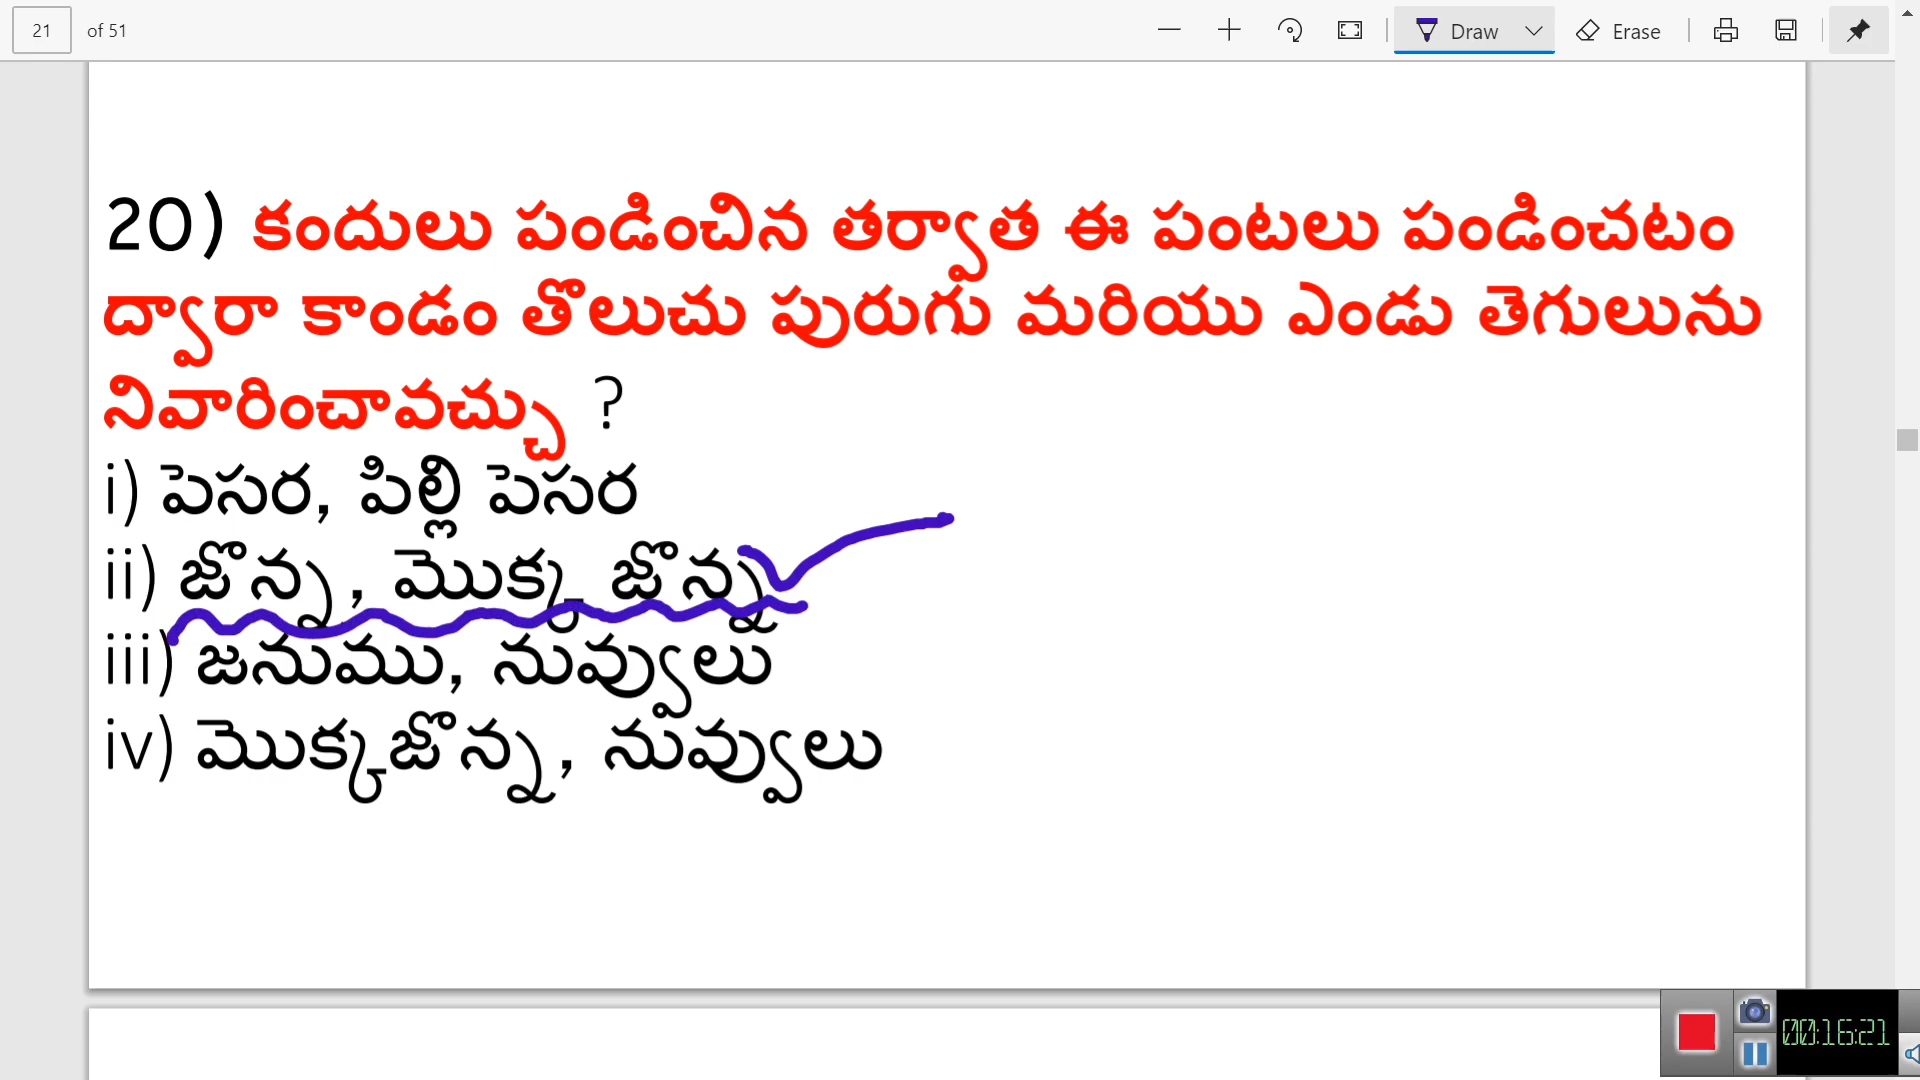 21 of 51 Draw Erase
20) కందులు పండించిన తర్వాత ఈ పంటలు పండించటం
ద్వారా కాండం తొలుచు పురుగు మరియు ఎండు తెగులును
నివారించావచ్చు ?
i) పెసర, పిల్లి పెసర
ii) జొన్న, మొక్క జొన్న
iii) జనుము, నువ్వులు
iv) మొక్కజొన్న, నువ్వులు
00:16:21